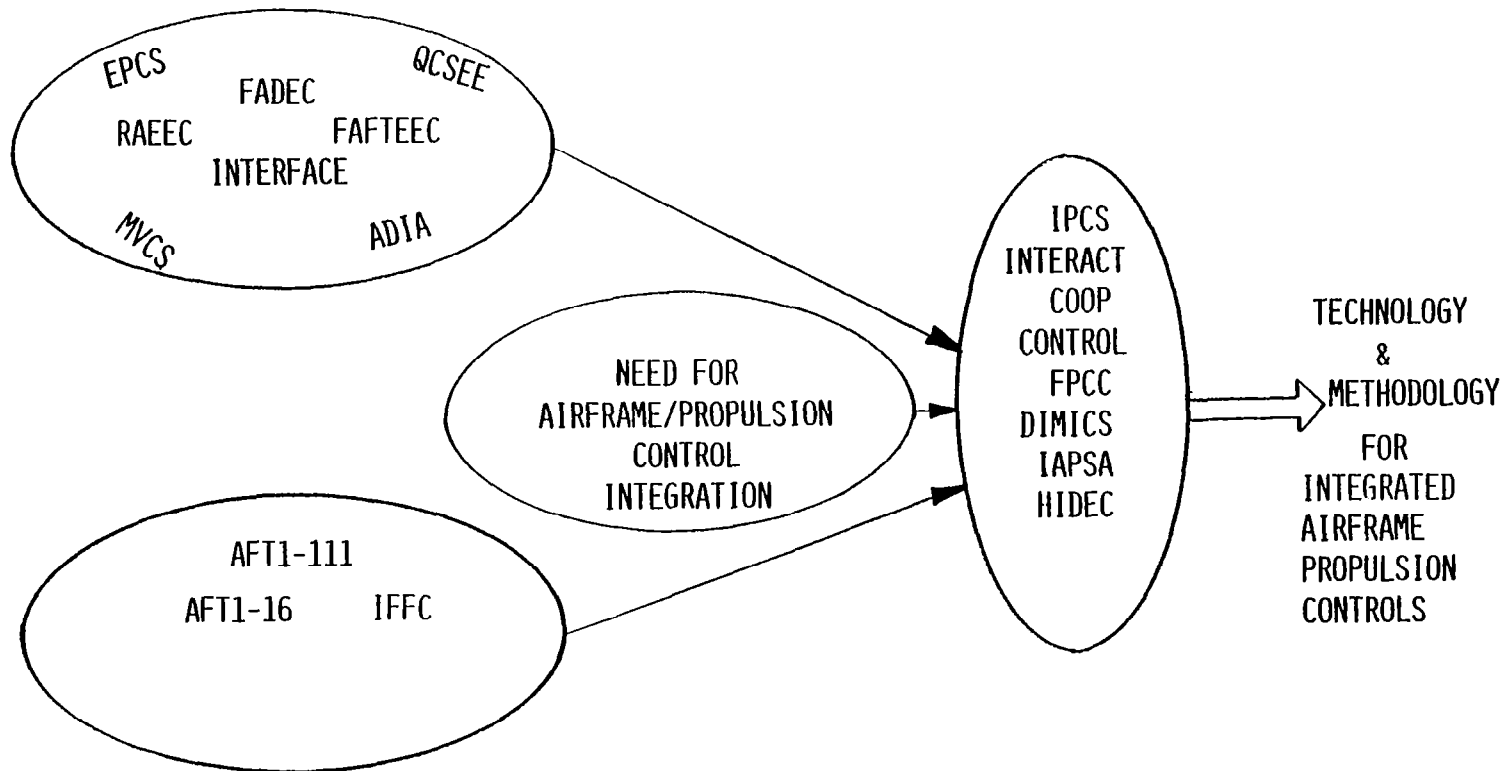 EPCS
QCSEE
FADEC
RAEEC
FAFTEEC
INTERFACE
MVCS
ADIA
NEED FOR
AIRFRAME/PROPULSION
CONTROL
INTEGRATION
AFT1-111
AFT1-16
IFFC
IPCS
INTERACT
COOP
CONTROL
FPCC
DIMICS
IAPSA
HIDEC
TECHNOLOGY
&
METHODOLOGY
FOR
INTEGRATED
AIRFRAME
PROPULSION
CONTROLS